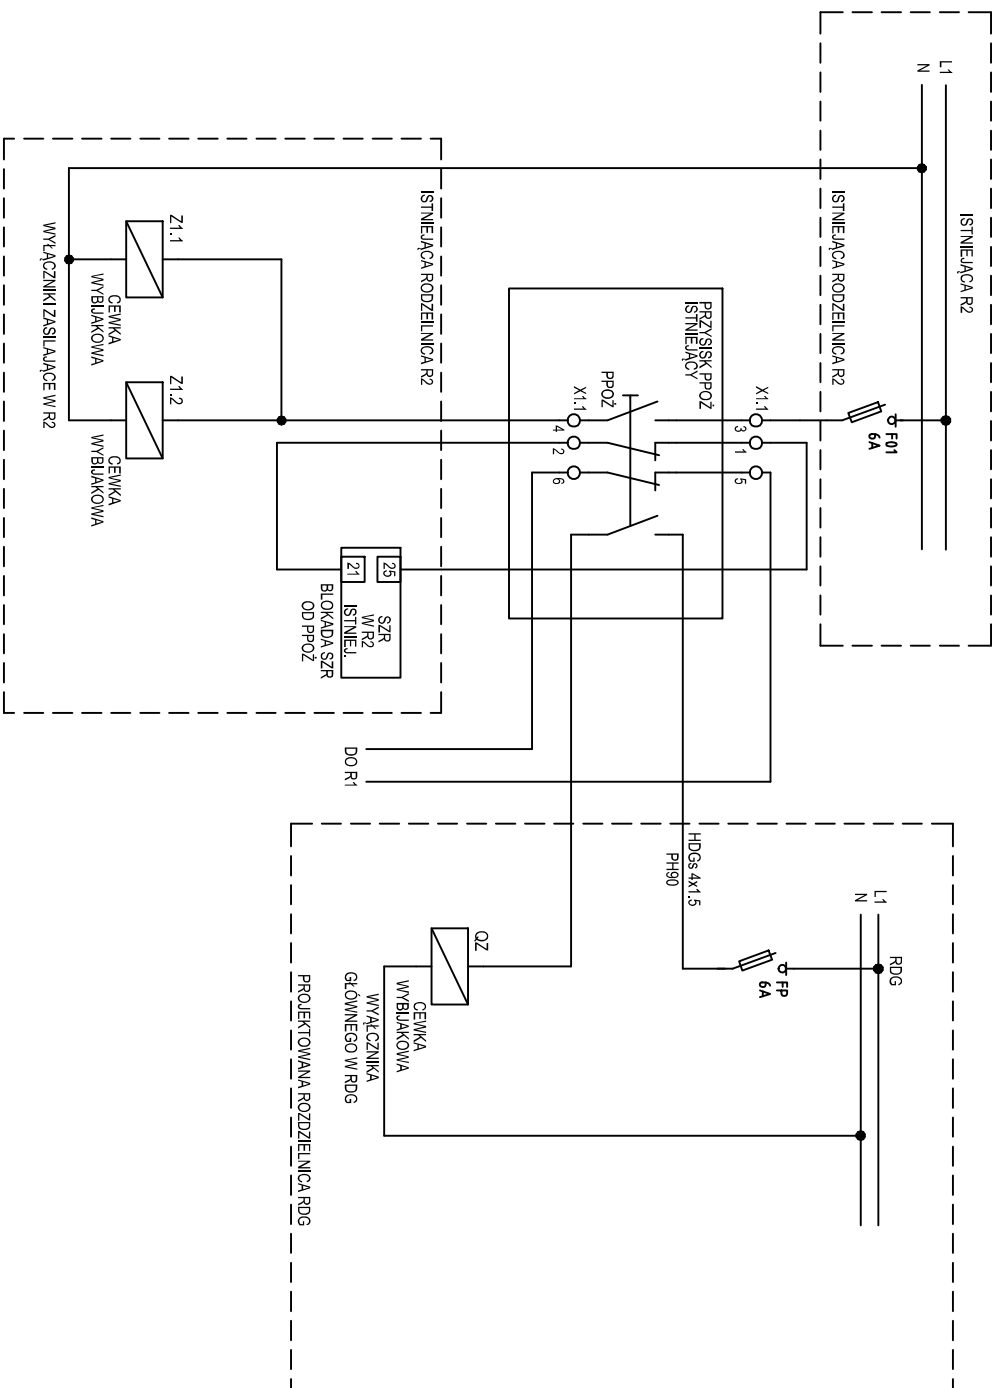 ISTNIEJĄCA R2
L1
N
ISTNIEJĄCA RODZEILNICA R2
F01
6A
X1.1
3
1
5
PRZYSISK PPOŻ
ISTNIEJĄCY
PPOŻ
X1.1
4
2
6
ISTNIEJĄCA RODZEILNICA R2
Z1.1
CEWKA
WYBIJAKOWA
Z1.2
CEWKA
WYBIJAKOWA
WYŁĄCZNIKI ZASILAJĄCE W R2
25
21
SZR
W R2
ISTNIEJ.
BLOKADA SZR
OD PPOŻ
DO R1
HDGs 4x1.5
PH90
RDG
L1
N
FP
6A
QZ
CEWKA
WYBIJAKOWA
WYĄŁCZNIKA
GŁÓWNEGO W RDG
PROJEKTOWANA ROZDZIELNICA RDG